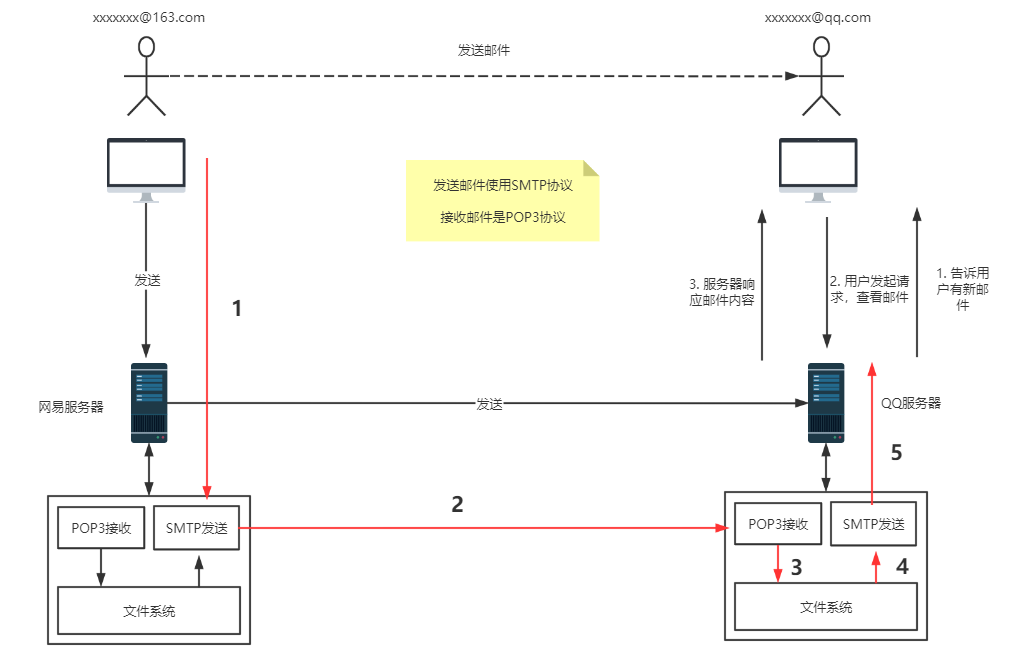 xxxxxxx@163.com
xxxxxxx@qq.com
发送邮件
发送邮件使用SMTP协议
接收邮件是POP3协议
发送
1
3. 服务器响
应邮件内容
2. 用户发起请
求，查看邮件
1. 告诉用
户有新邮
件
网易服务器
发送
QQ服务器
5
2
POP3接收
SMTP发送
文件系统
POP3接收
SMTP发送
3
4
文件系统